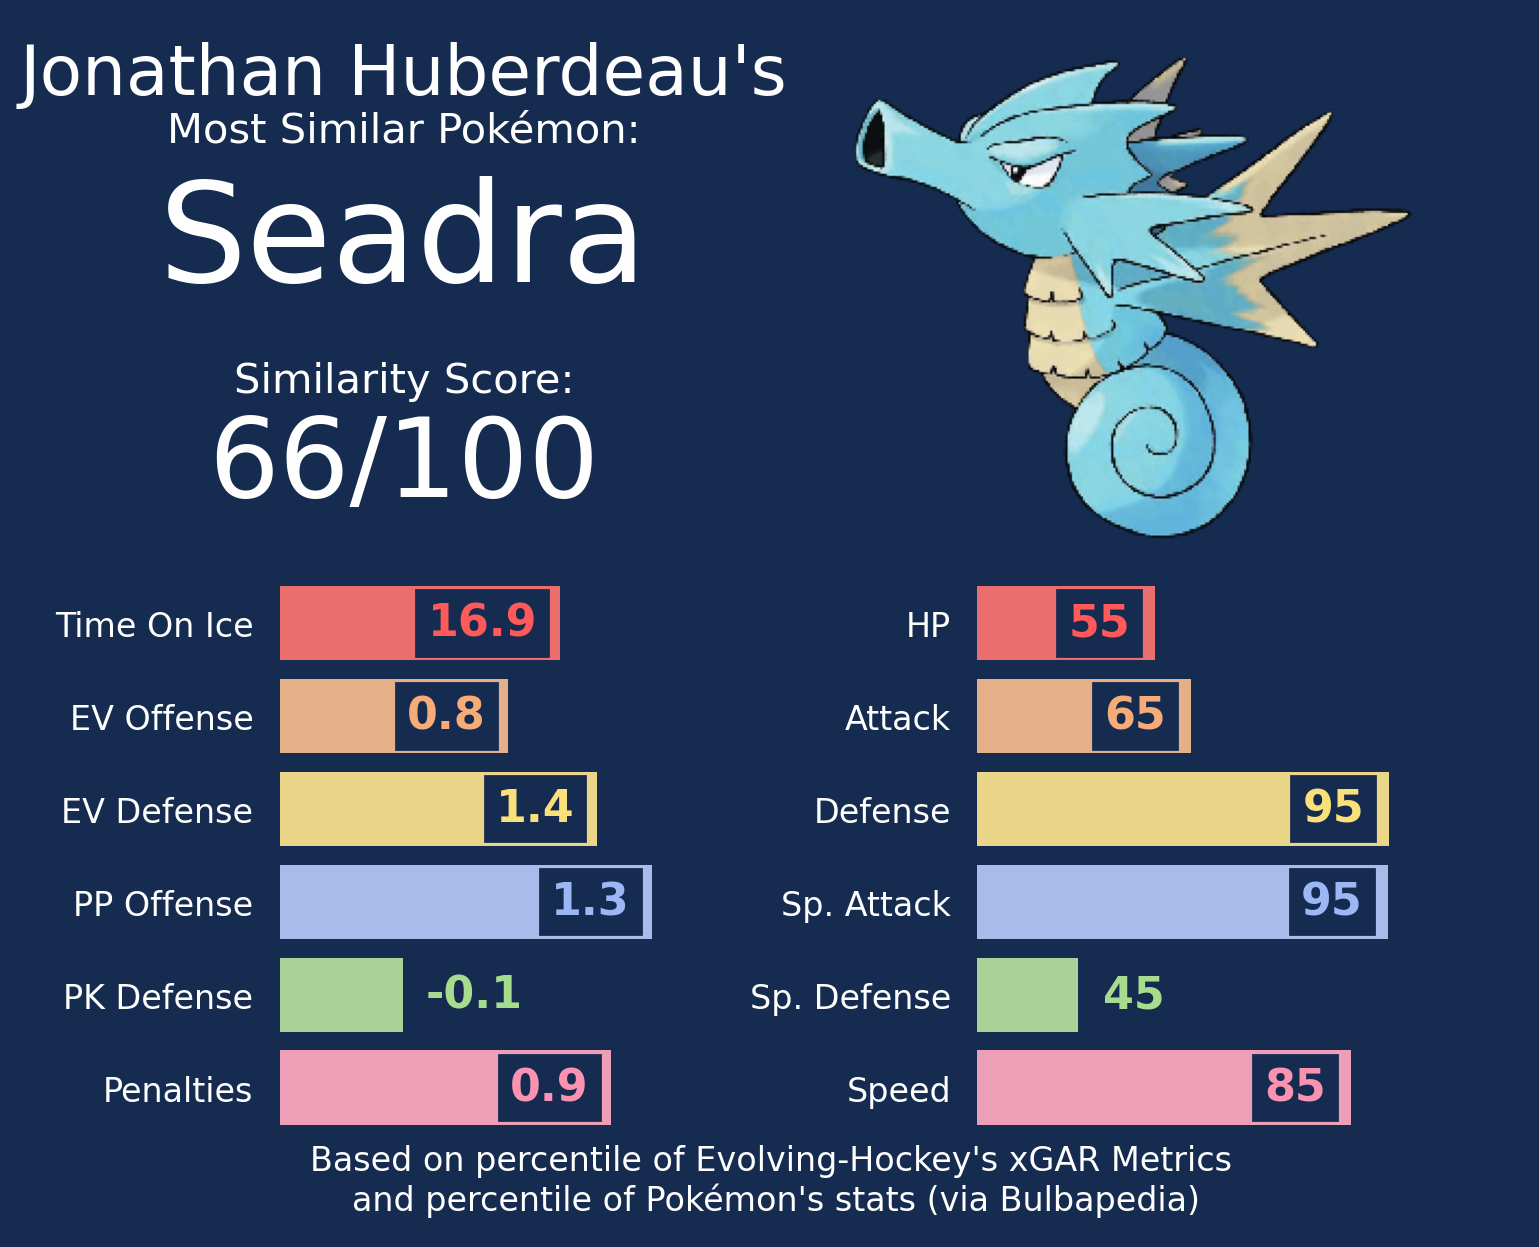 Jonathan Huberdeau's
Most Similar Pokémon:
Seadra
Similarity Score:
66/100
Time On Ice 16.9
EV Offense 0.8
EV Defense 1.4
PP Offense 1.3
PK Defense -0.1
Penalties 0.9
HP 55
Attack 65
Defense 95
Sp. Attack 95
Sp. Defense 45
Speed 85
Based on percentile of Evolving-Hockey's xGAR Metrics
and percentile of Pokémon's stats (via Bulbapedia)